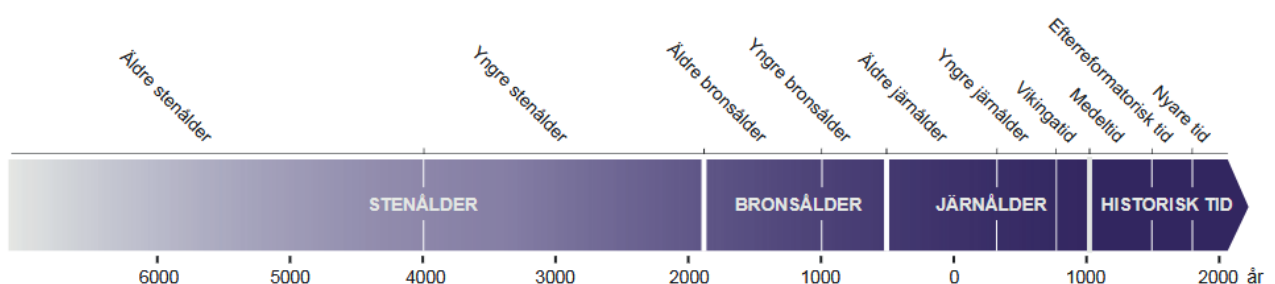 Äldre stenålder
Yngre stenålder
Äldre bronsålder
Yngre bronsålder
Äldre järnålder
Yngre järnålder
Vikingatid
Medeltid
Efterreformatorisk tid
Nyare tid
STENÅLDER BRONSÅLDER JÄRNÅLDER HISTORISK TID
6000 5000 4000 3000 2000 1000 0 1000 2000 år